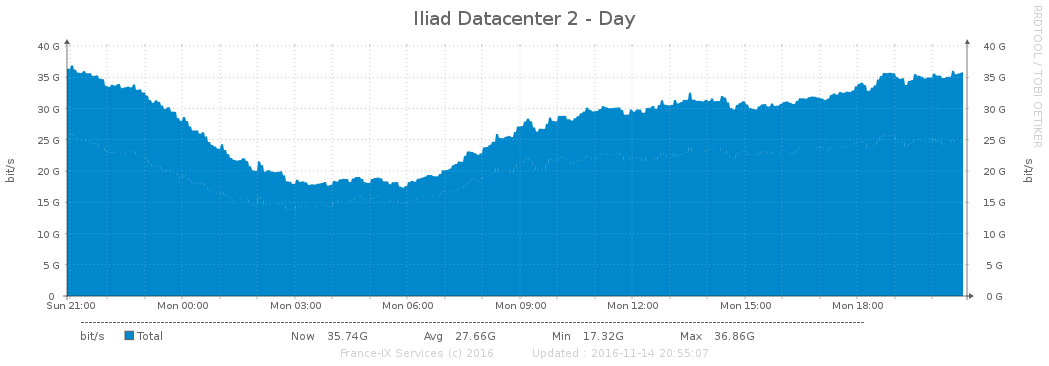 Iliad Datacenter 2 - Day
RRDTOOL / TOBI OETIKER
bit/s
40 G
35 G
30 G
25 G
20 G
15 G
10 G
5 G
0
40 G
35 G
30 G
25 G
20 G
15 G
10 G
5 G
0 G
bit/s
Sun 21:00 Mon 00:00 Mon 03:00 Mon 06:00 Mon 09:00 Mon 12:00 Mon 15:00 Mon 18:00
bit/s Total Now 35.74G Avg 27.66G Min 17.32G Max 36.86G
France-IX Services (c) 2016 Updated : 2016-11-14 20:55:07